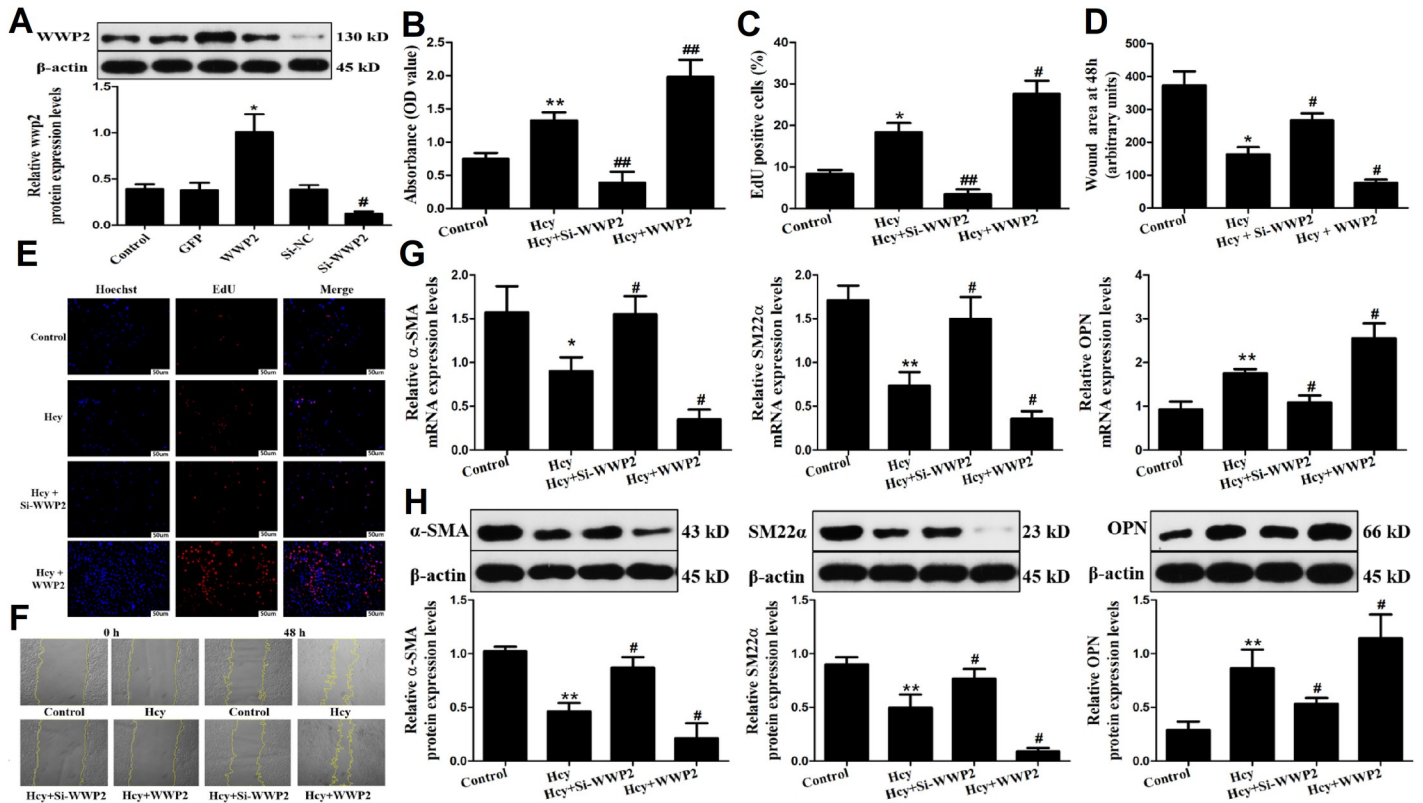 A
WWP2
130 kD
β-actin
45 kD
Relative wwp2
protein expression levels
1.5
1.0
0.5
0.0
*
#
Control
GFP
WWP2
Si-NC
Si-WWP2
B
Absorbance (OD value)
2.5
2.0
1.5
1.0
0.5
0.0
**
##
##
Control
Hcy
Hcy+Si-WWP2
Hcy+WWP2
C
EdU positive cells (%)
40
30
20
10
0
*
##
#
Control
Hcy
Hcy+Si-WWP2
Hcy+WWP2
D
Wound area at 48h
(arbitrary units)
500
400
300
200
100
0
*
#
#
Control
Hcy
Hcy + Si-WWP2
Hcy + WWP2
E
Hoechst
EdU
Merge
Control
50um
50um
50um
Hcy
50um
50um
50um
Hcy +
Si-WWP2
50um
50um
50um
Hcy +
WWP2
50um
50um
50um
F
0 h
48 h
Control
Hcy
Control
Hcy
Hcy+Si-WWP2
Hcy+WWP2
Hcy+Si-WWP2
Hcy+WWP2
G
Relative α-SMA
mRNA expression levels
2.0
1.5
1.0
0.5
0.0
*
#
#
Control
Hcy
Hcy+Si-WWP2
Hcy+WWP2
Relative SM22α
mRNA expression levels
2.0
1.5
1.0
0.5
0.0
**
#
#
Control
Hcy
Hcy+Si-WWP2
Hcy+WWP2
Relative OPN
mRNA expression levels
4
3
2
1
0
**
#
#
Control
Hcy
Hcy+Si-WWP2
Hcy+WWP2
H
α-SMA
43 kD
β-actin
45 kD
Relative α-SMA
protein expression levels
1.5
1.0
0.5
0.0
**
#
#
Control
Hcy
Hcy+Si-WWP2
Hcy+WWP2
SM22α
23 kD
β-actin
45 kD
Relative SM22α
protein expression levels
1.5
1.0
0.5
0.0
**
#
#
Control
Hcy
Hcy+Si-WWP2
Hcy+WWP2
OPN
66 kD
β-actin
45 kD
Relative OPN
protein expression levels
1.5
1.0
0.5
0.0
**
#
#
Control
Hcy
Hcy+Si-WWP2
Hcy+WWP2